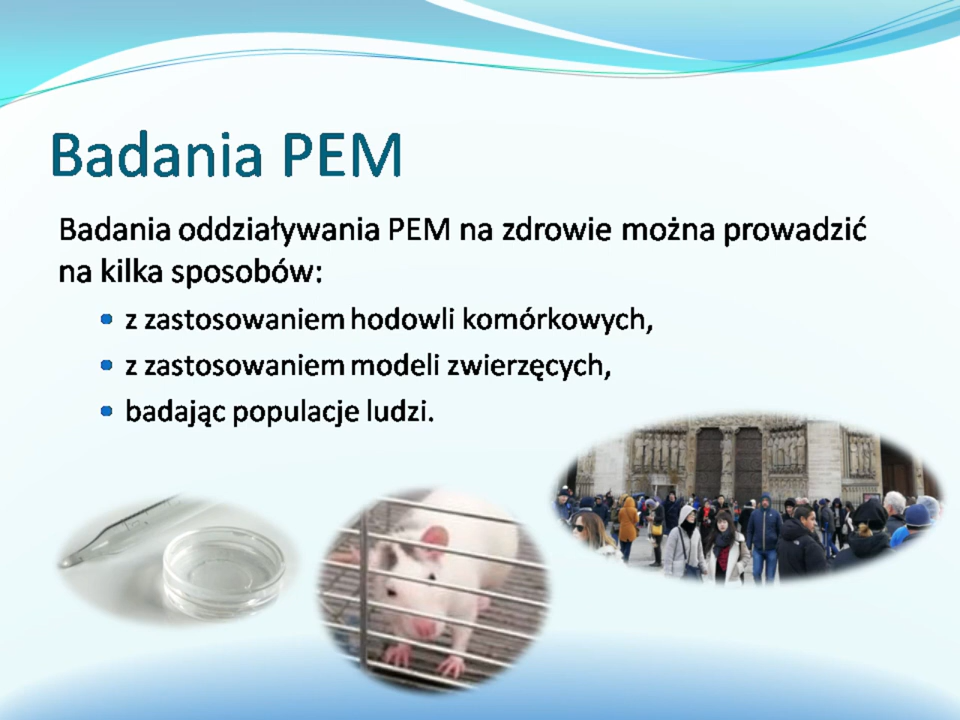 Badania PEM
Badania oddziaływania PEM na zdrowie można prowadzić
na kilka sposobów:
• z zastosowaniem hodowli komórkowych,
• z zastosowaniem modeli zwierzęcych,
• badając populacje ludzi.